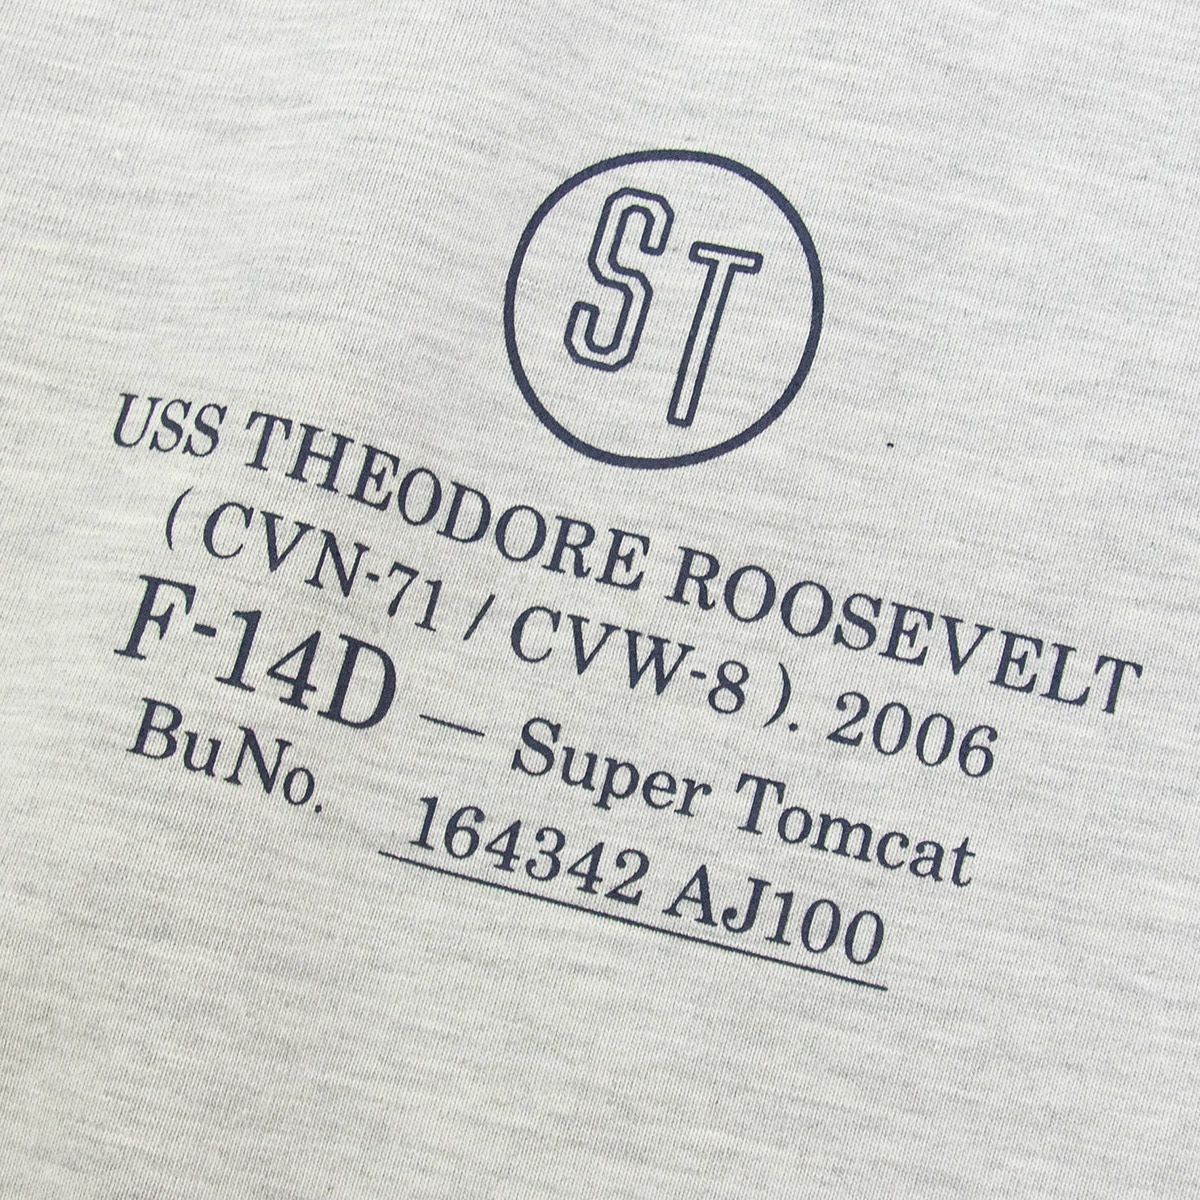 ST
USS THEODORE ROOSEVELT
(CVN-71 / CVW-8). 2006
F-14D — Super Tomcat
BuNo. 164342 AJ100